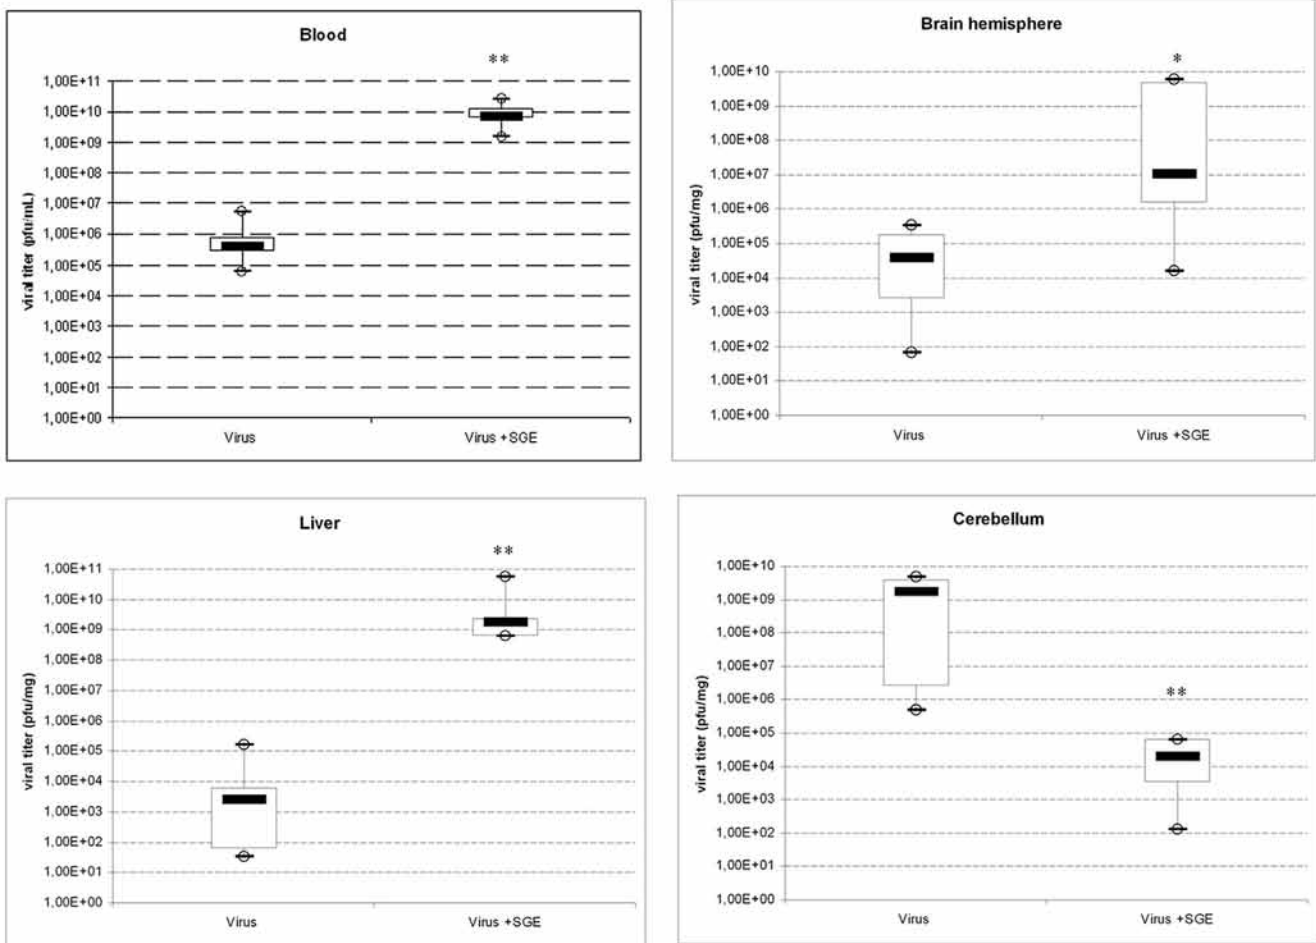 Blood
**
1,00E+11
1,00E+10
1,00E+09
1,00E+08
1,00E+07
1,00E+06
1,00E+05
1,00E+04
1,00E+03
1,00E+02
1,00E+01
1,00E+00
viral titer (pfu/mL)
Virus
Virus +SGE
Brain hemisphere
*
1,00E+10
1,00E+09
1,00E+08
1,00E+07
1,00E+06
1,00E+05
1,00E+04
1,00E+03
1,00E+02
1,00E+01
1,00E+00
viral titer (pfu/mg)
Virus
Virus +SGE
Liver
**
1,00E+11
1,00E+10
1,00E+09
1,00E+08
1,00E+07
1,00E+06
1,00E+05
1,00E+04
1,00E+03
1,00E+02
1,00E+01
1,00E+00
viral titer (pfu/mg)
Virus
Virus +SGE
Cerebellum
1,00E+10
1,00E+09
1,00E+08
1,00E+07
1,00E+06
**
1,00E+05
1,00E+04
1,00E+03
1,00E+02
1,00E+01
1,00E+00
viral titer (pfu/mg)
Virus
Virus +SGE